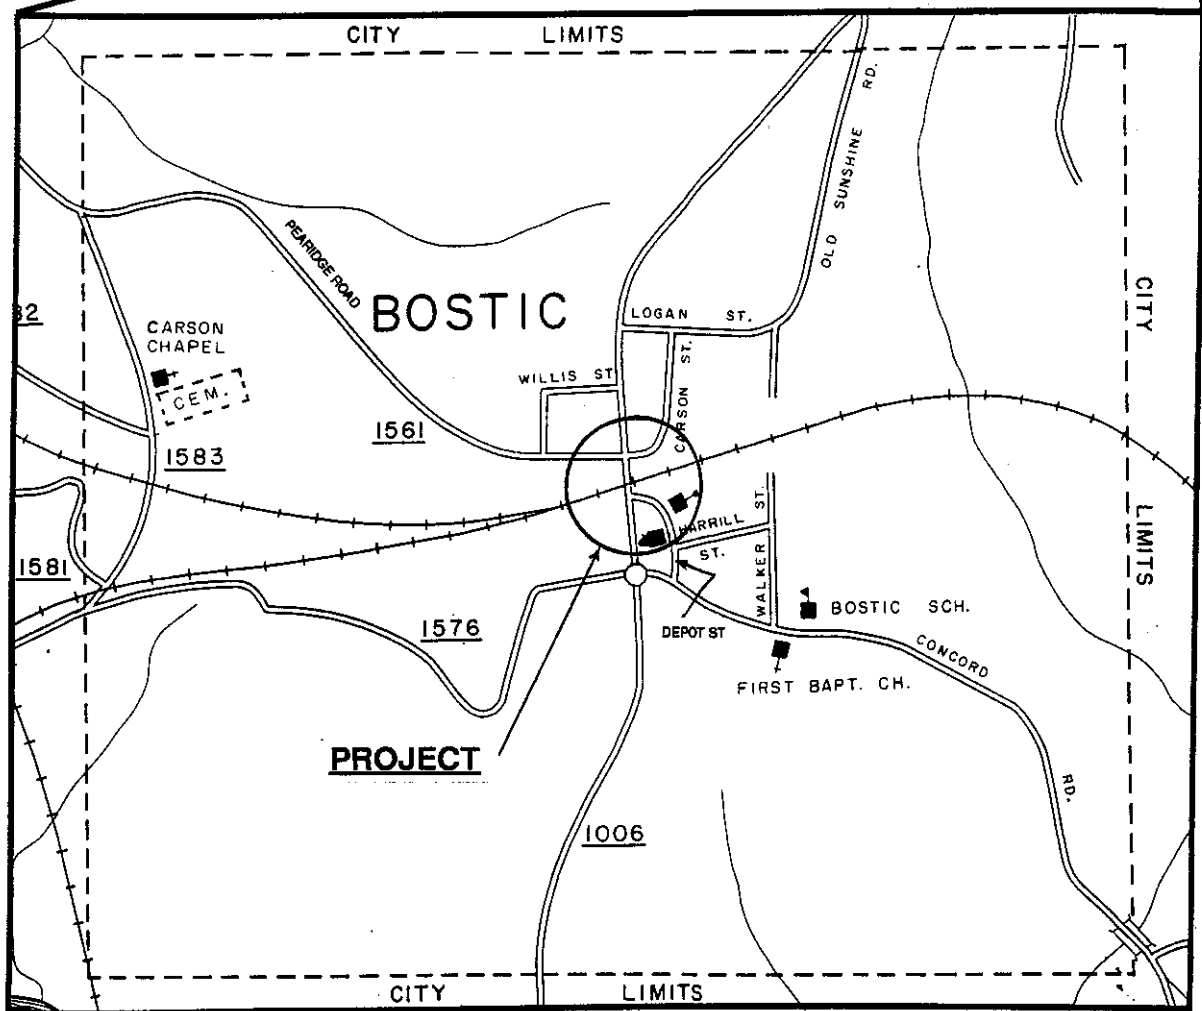 CITY LIMITS
OLD SUNSHINE RD.
PEARIDGE ROAD
BOSTIC
CITY LIMITS
32
CARSON
CHAPEL
CEM.
LOGAN ST.
WILLIS ST
CARSON ST.
1561
1583
HARRILL
ST.
WALKER ST.
1581
1576
DEPOT ST
BOSTIC SCH.
CONCORD RD.
FIRST BAPT. CH.
PROJECT
1006
CITY LIMITS